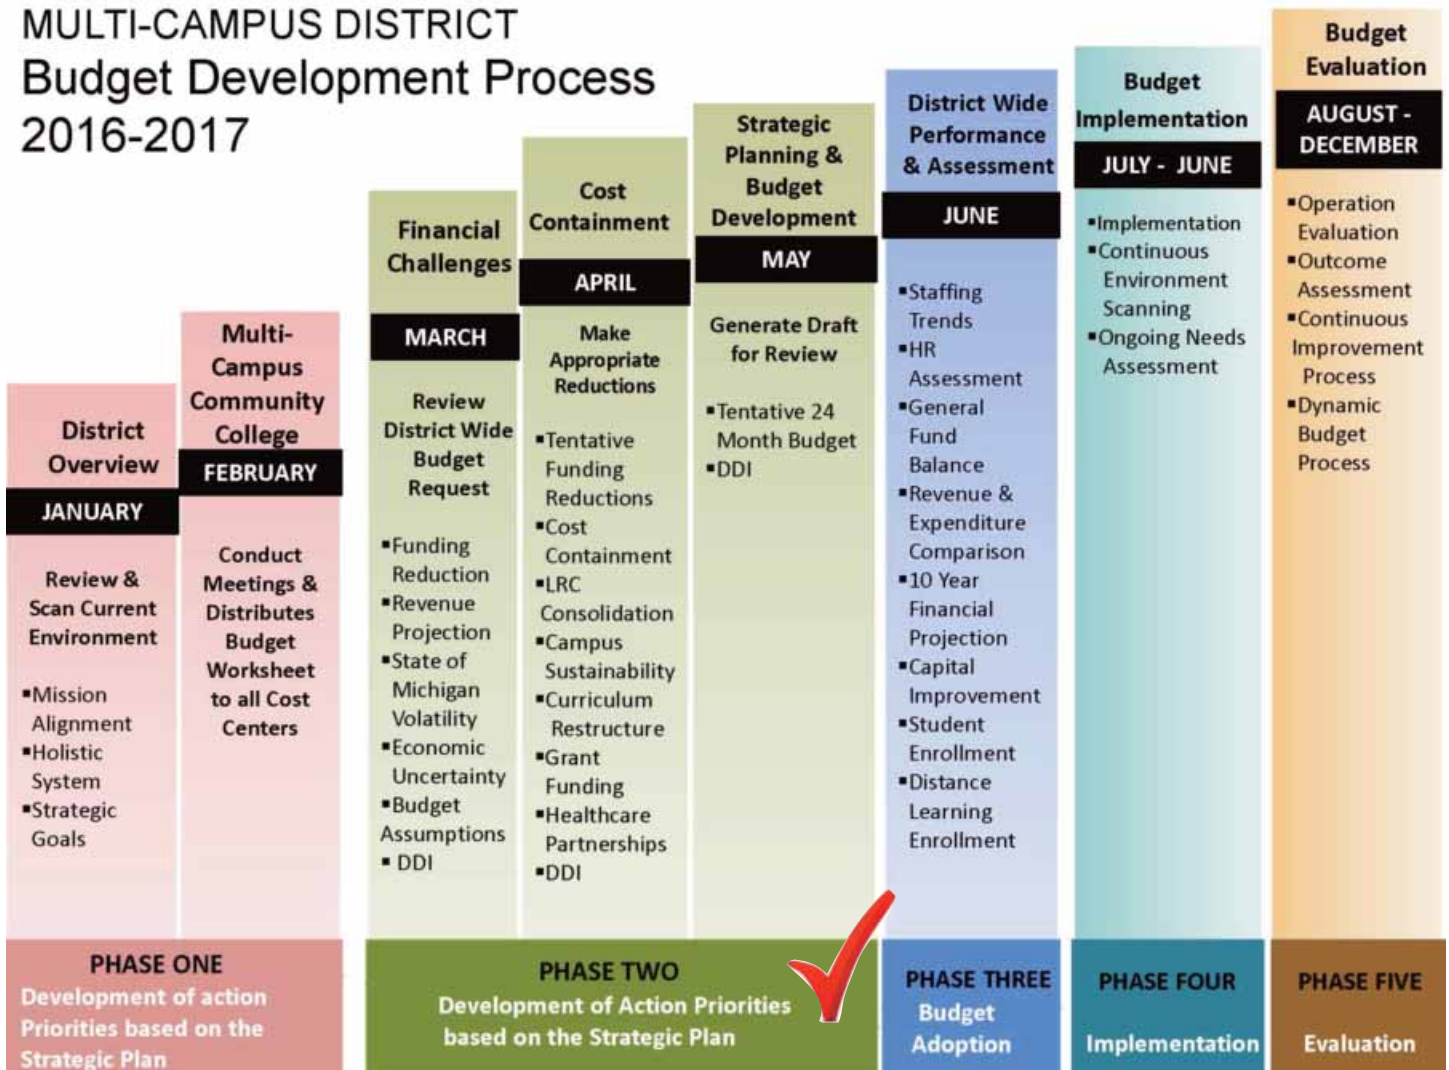 MULTI-CAMPUS DISTRICT
Budget Development Process
2016-2017
District
Overview
JANUARY
Review &
Scan Current
Environment
▪Mission
Alignment
▪Holistic
System
▪Strategic
Goals
Multi-
Campus
Community
College
FEBRUARY
Conduct
Meetings &
Distributes
Budget
Worksheet
to all Cost
Centers
PHASE ONE
Development of action
Priorities based on the
Strategic Plan
Financial
Challenges
MARCH
Review
District Wide
Budget
Request
▪Funding
Reduction
▪Revenue
Projection
▪State of
Michigan
Volatility
▪Economic
Uncertainty
▪Budget
Assumptions
▪ DDI
Cost
Containment
APRIL
Make
Appropriate
Reductions
▪Tentative
Funding
Reductions
▪Cost
Containment
▪LRC
Consolidation
▪Campus
Sustainability
▪Curriculum
Restructure
▪Grant
Funding
▪Healthcare
Partnerships
▪DDI
Strategic
Planning &
Budget
Development
MAY
Generate Draft
for Review
▪Tentative 24
Month Budget
▪DDI
PHASE TWO
Development of Action Priorities
based on the Strategic Plan
District Wide
Performance
& Assessment
JUNE
▪Staffing
Trends
▪HR
Assessment
▪General
Fund
Balance
▪Revenue &
Expenditure
Comparison
▪10 Year
Financial
Projection
▪Capital
Improvement
▪Student
Enrollment
▪Distance
Learning
Enrollment
PHASE THREE
Budget
Adoption
Budget
Implementation
JULY - JUNE
▪Implementation
▪Continuous
Environment
Scanning
▪Ongoing Needs
Assessment
PHASE FOUR
Implementation
Budget
Evaluation
AUGUST -
DECEMBER
▪Operation
Evaluation
▪Outcome
Assessment
▪Continuous
Improvement
Process
▪Dynamic
Budget
Process
PHASE FIVE
Evaluation